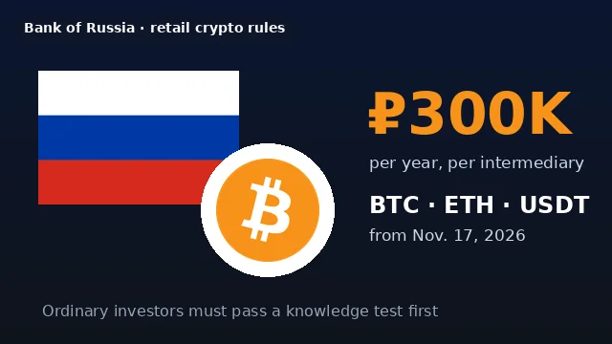 Bank of Russia · retail crypto rules
₽300K
per year, per intermediary
BTC · ETH · USDT
from Nov. 17, 2026
Ordinary investors must pass a knowledge test first